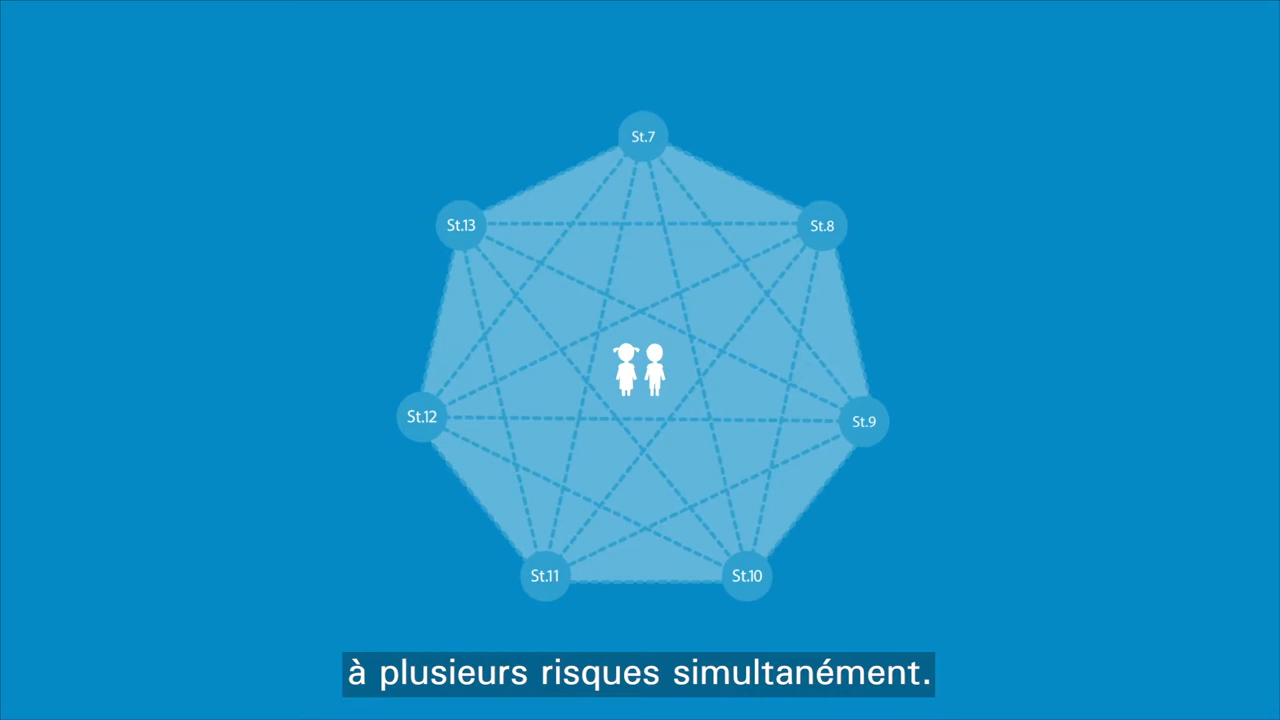 St.7
St.13
St.8
St.12
St.9
St.11
St.10
à plusieurs risques simultanément.